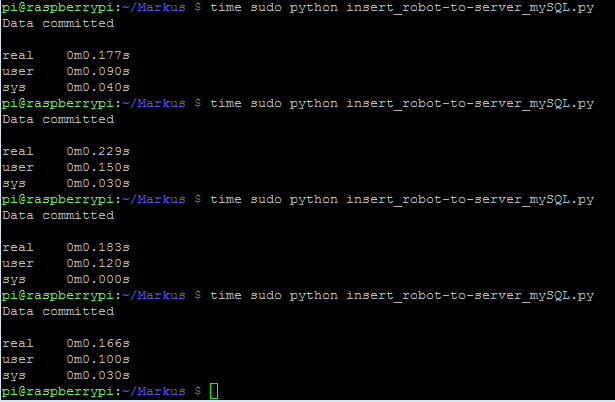 pi@raspberrypi:~/Markus $ time sudo python insert_robot-to-server_mySQL.py
Data committed
real    0m0.177s
user    0m0.090s
sys     0m0.040s
pi@raspberrypi:~/Markus $ time sudo python insert_robot-to-server_mySQL.py
Data committed
real    0m0.229s
user    0m0.150s
sys     0m0.030s
pi@raspberrypi:~/Markus $ time sudo python insert_robot-to-server_mySQL.py
Data committed
real    0m0.183s
user    0m0.120s
sys     0m0.000s
pi@raspberrypi:~/Markus $ time sudo python insert_robot-to-server_mySQL.py
Data committed
real    0m0.166s
user    0m0.100s
sys     0m0.030s
pi@raspberrypi:~/Markus $